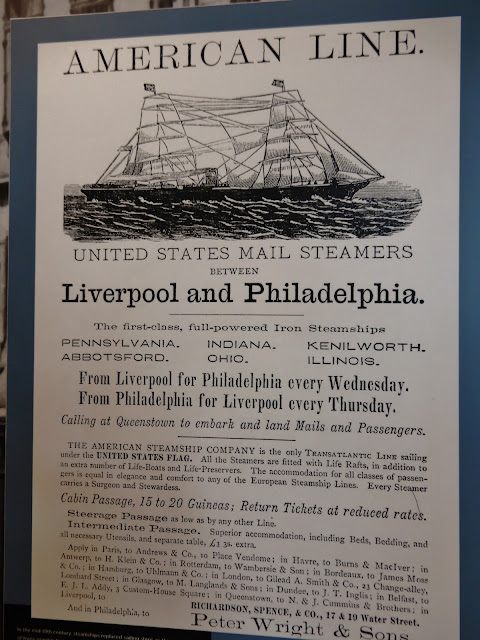 AMERICAN LINE.
UNITED STATES MAIL STEAMERS
BETWEEN
Liverpool and Philadelphia.
The first-class, full-powered Iron Steamships
PENNSYLVANIA. INDIANA. KENILWORTH.
ABBOTSFORD. OHIO. ILLINOIS.
From Liverpool for Philadelphia every Wednesday.
From Philadelphia for Liverpool every Thursday.
Calling at Queenstown to embark and land Mails and Passengers.
THE AMERICAN STEAMSHIP COMPANY is the only TRANSATLANTIC LINE sailing
under the UNITED STATES FLAG. All the Steamers are fitted with Life Rafts, in addition to
an extra number of Life-Boats and Life-Preservers. The accommodation for all classes of passen-
gers is equal in elegance and comfort to any of the European Steamship Lines. Every Steamer
carries a Surgeon and Stewardess.
Cabin Passage, 15 to 20 Guineas; Return Tickets at reduced rates.
Steerage Passage as low as by any other Line.
Intermediate Passage. Superior accommodation, including Beds, Bedding, and
all necessary Utensils, and separate table, £1 3s. extra.
Apply in Paris, to Andrews & Co., 10 Place Vendome; in Havre, to Burns & MacIver; in
Antwerp, to H. Klein & Co.; in Rotterdam, to Wambersie & Son; in Bordeaux, to James Mose
& Co.; in Hamburg, to Uhlmann & Co.; in London, to Gilead A. Smith & Co., 23 Change-alley,
Lombard Street; in Glasgow, to M. Langlands & Sons; in Dundee, to J. T. Inglis; in Belfast, to
E. J. L. Addy, 3 Custom-House Square; in Queenstown, to N. & J. Cummins & Brothers; in
Liverpool, to
RICHARDSON, SPENCE, & CO., 17 & 19 Water Street.
And in Philadelphia, to Peter Wright & Sons